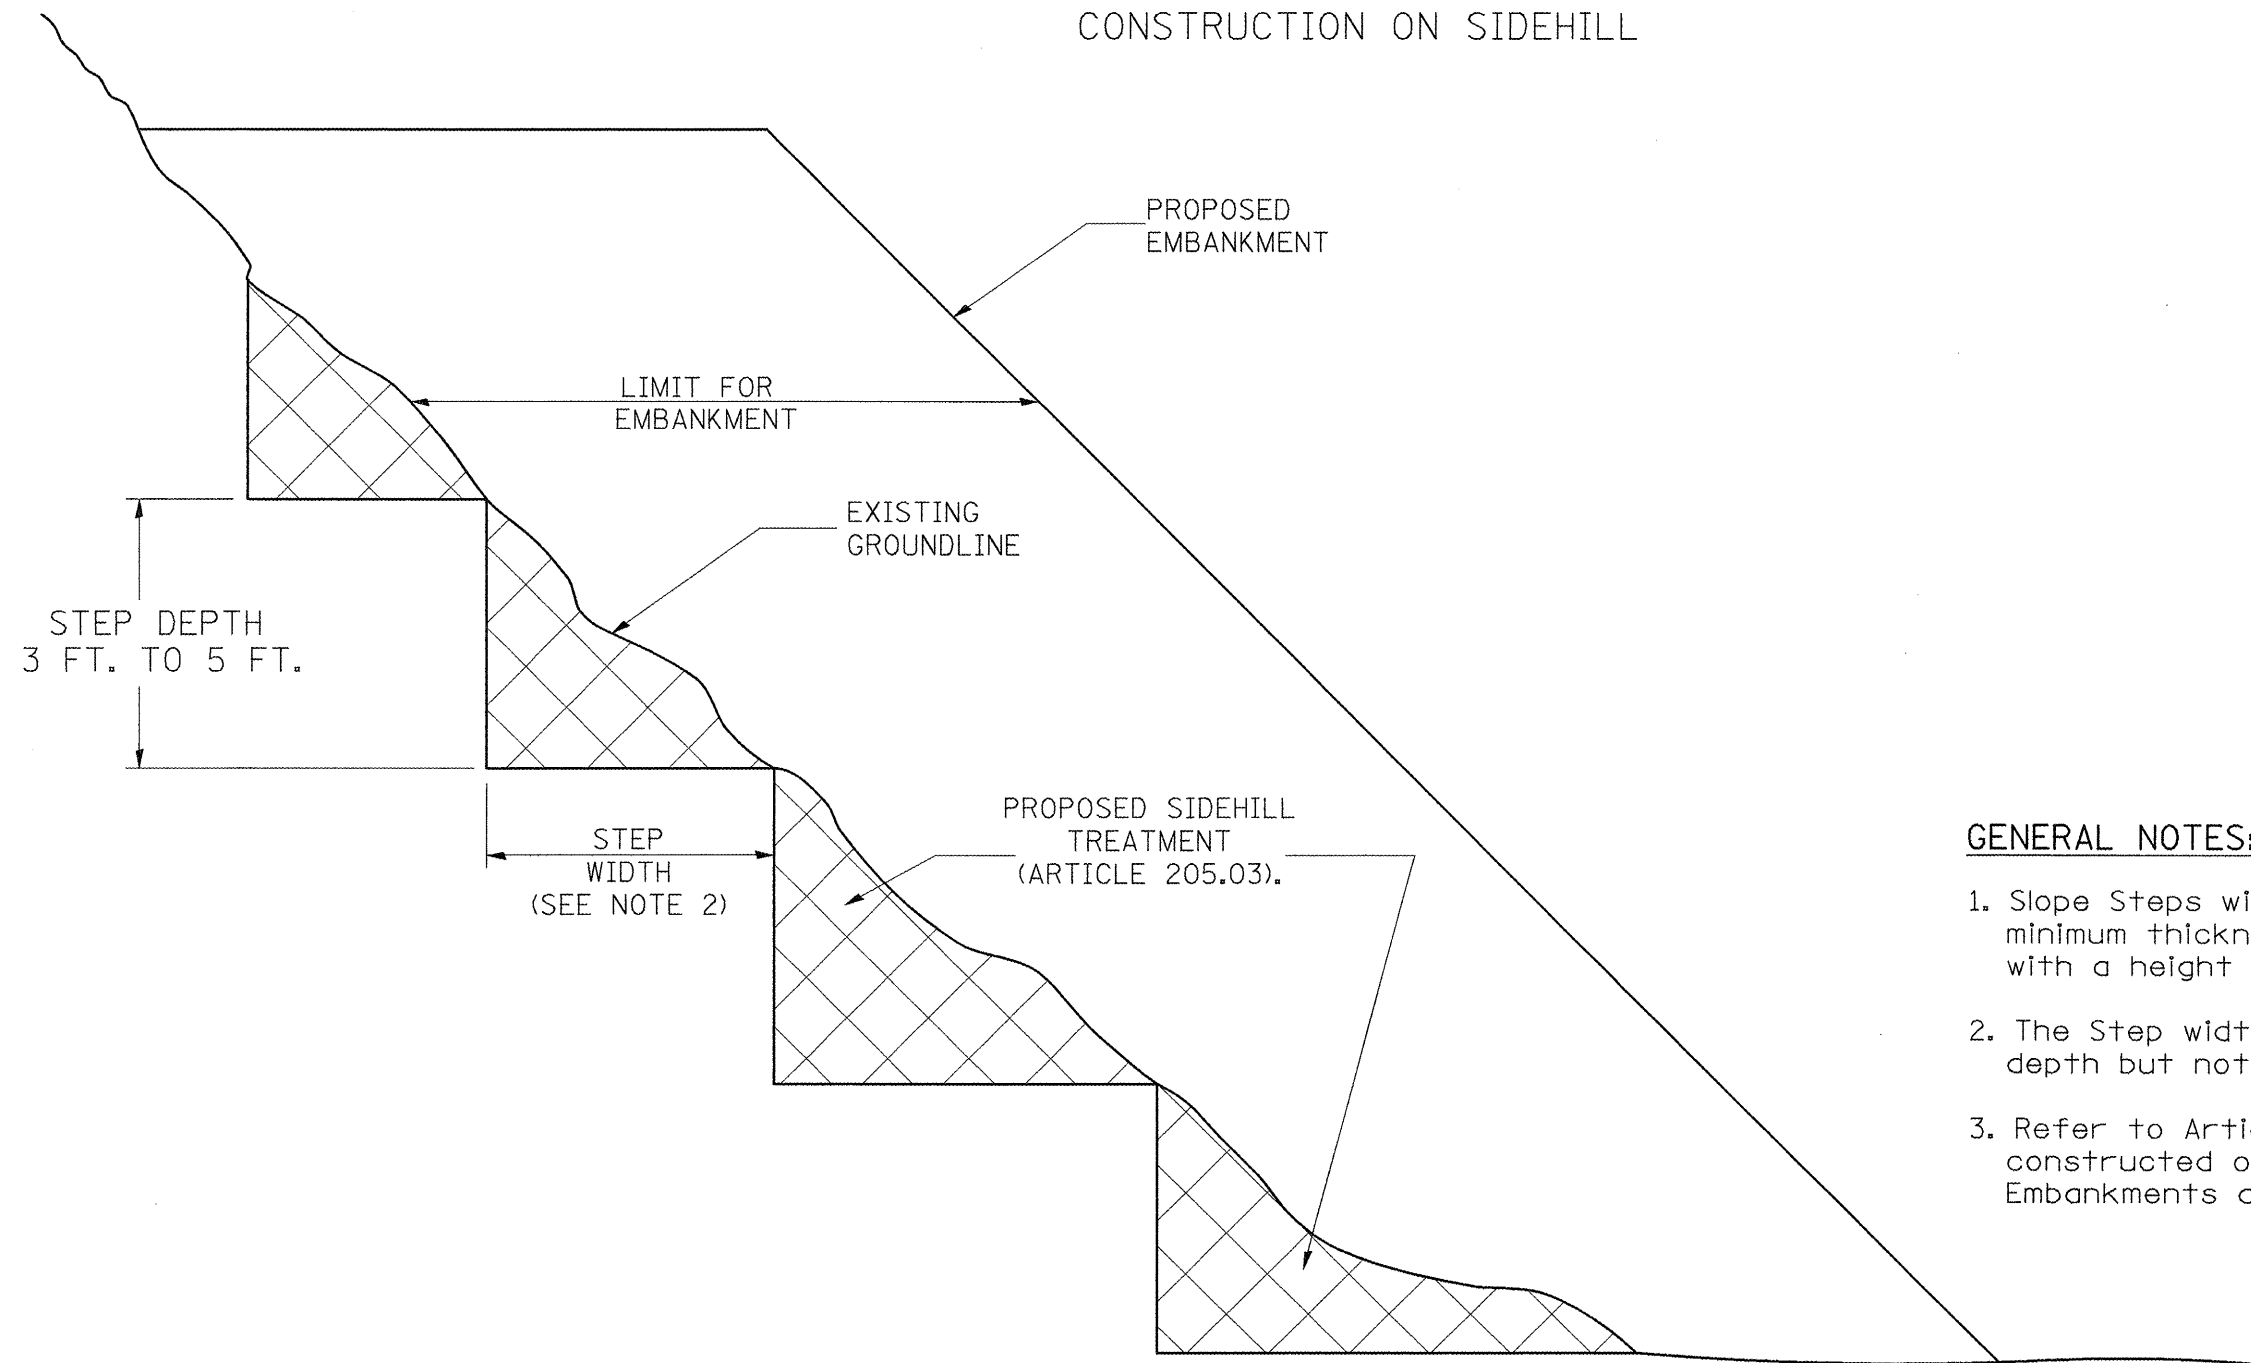 CONSTRUCTION ON SIDEHILL
PROPOSED
EMBANKMENT
LIMIT FOR
EMBANKMENT
EXISTING
GROUNDLINE
STEP DEPTH
3 FT. TO 5 FT.
STEP
WIDTH
(SEE NOTE 2)
PROPOSED SIDEHILL
TREATMENT
(ARTICLE 205.03).
GENERAL NOTES:
1. Slope Steps wi
minimum thickn
with a height
2. The Step widt
depth but not
3. Refer to Arti
constructed o
Embankments